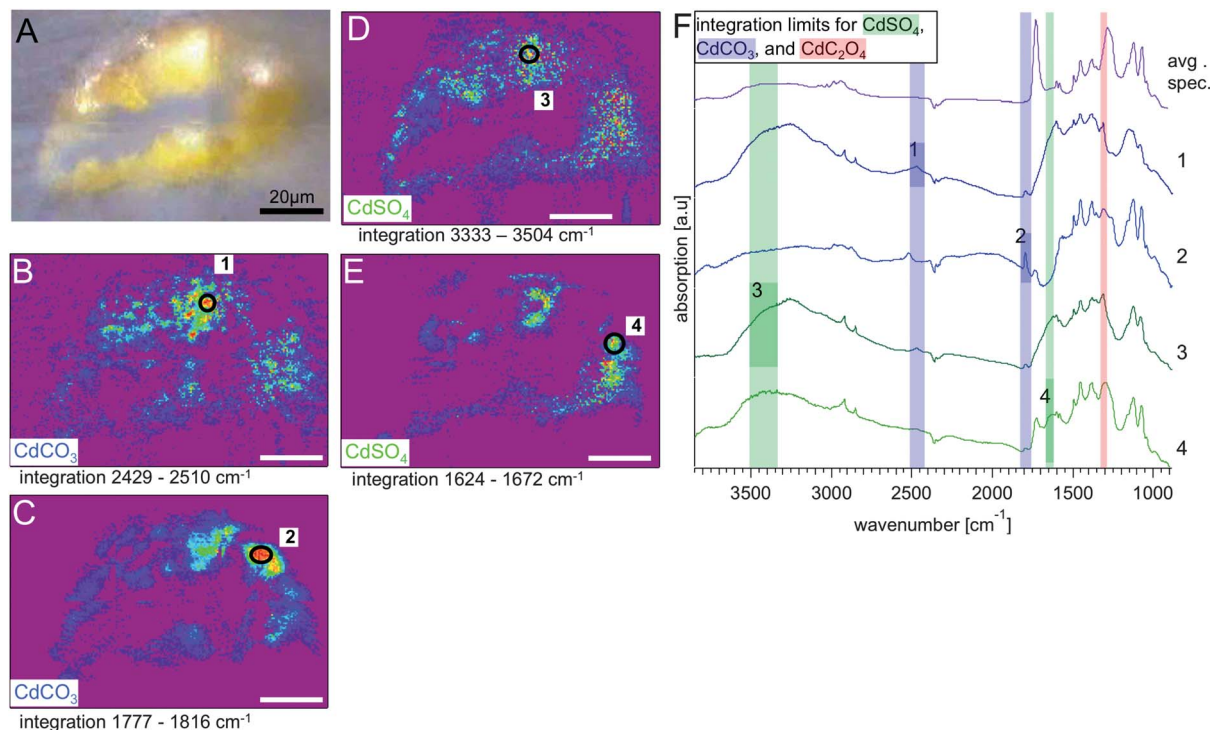 A
20μm
B
1
CdCO₃
integration 2429 - 2510 cm⁻¹
C
2
CdCO₃
integration 1777 - 1816 cm⁻¹
D
3
CdSO₄
integration 3333 – 3504 cm⁻¹
E
4
CdSO₄
integration 1624 - 1672 cm⁻¹
F
integration limits for CdSO₄,
CdCO₃, and CdC₂O₄
avg .
spec.
1
1
2
2
3
3
4
4
absorption [a.u]
3500 3000 2500 2000 1500 1000
wavenumber [cm⁻¹]